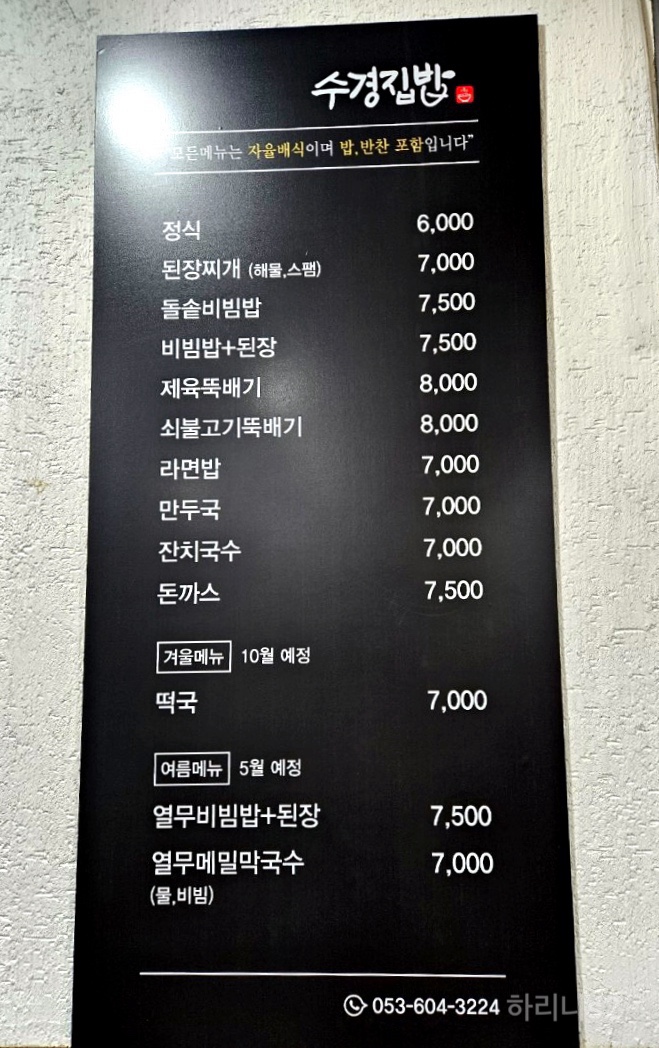 수경집밥
모든메뉴는 자율배식이며 밥,반찬 포함입니다"
정식 6,000
된장찌개 (해물,스팸) 7,000
돌솥비빔밥 7,500
비빔밥+된장 7,500
제육뚝배기 8,000
쇠불고기뚝배기 8,000
라면밥 7,000
만두국 7,000
잔치국수 7,000
돈까스 7,500
겨울메뉴 10월 예정
떡국 7,000
여름메뉴 5월 예정
열무비빔밥+된장 7,500
열무메밀막국수 7,000
(물,비빔)
053-604-3224